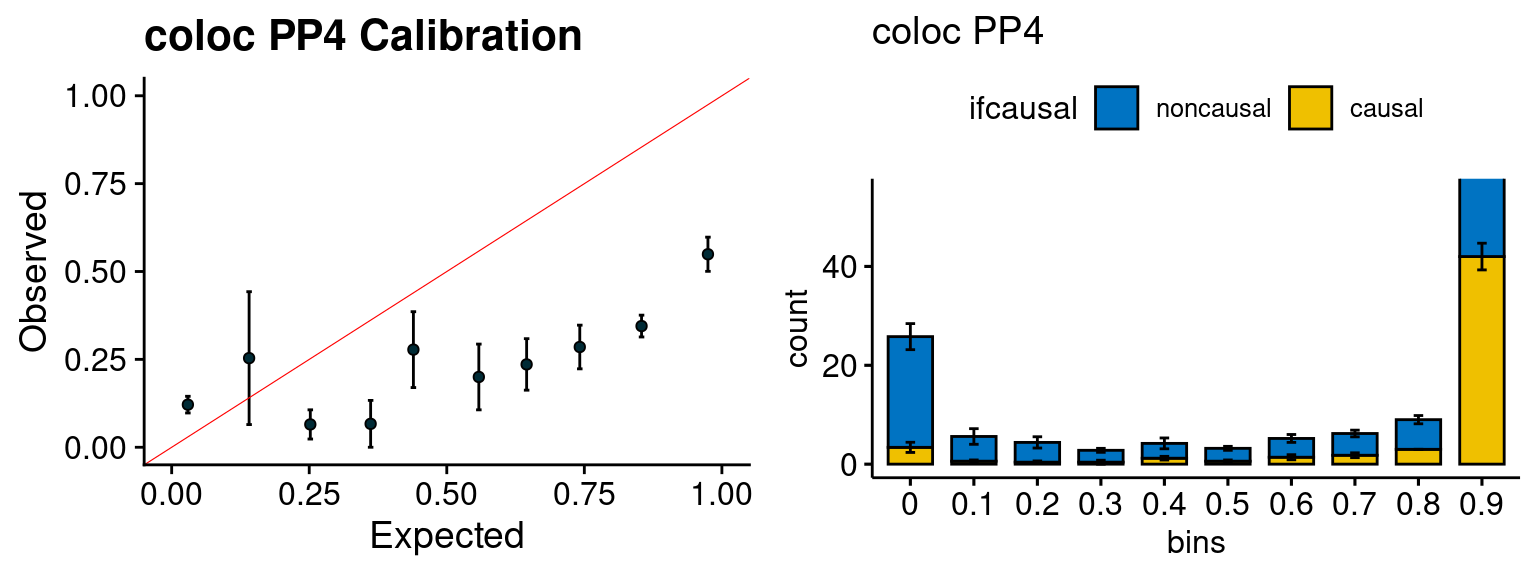 coloc PP4 Calibration
Observed
1.00
0.75
0.50
0.25
0.00
0.00 0.25 0.50 0.75 1.00
Expected
coloc PP4
ifcausal noncausal causal
count
40
20
0
0 0.1 0.2 0.3 0.4 0.5 0.6 0.7 0.8 0.9
bins